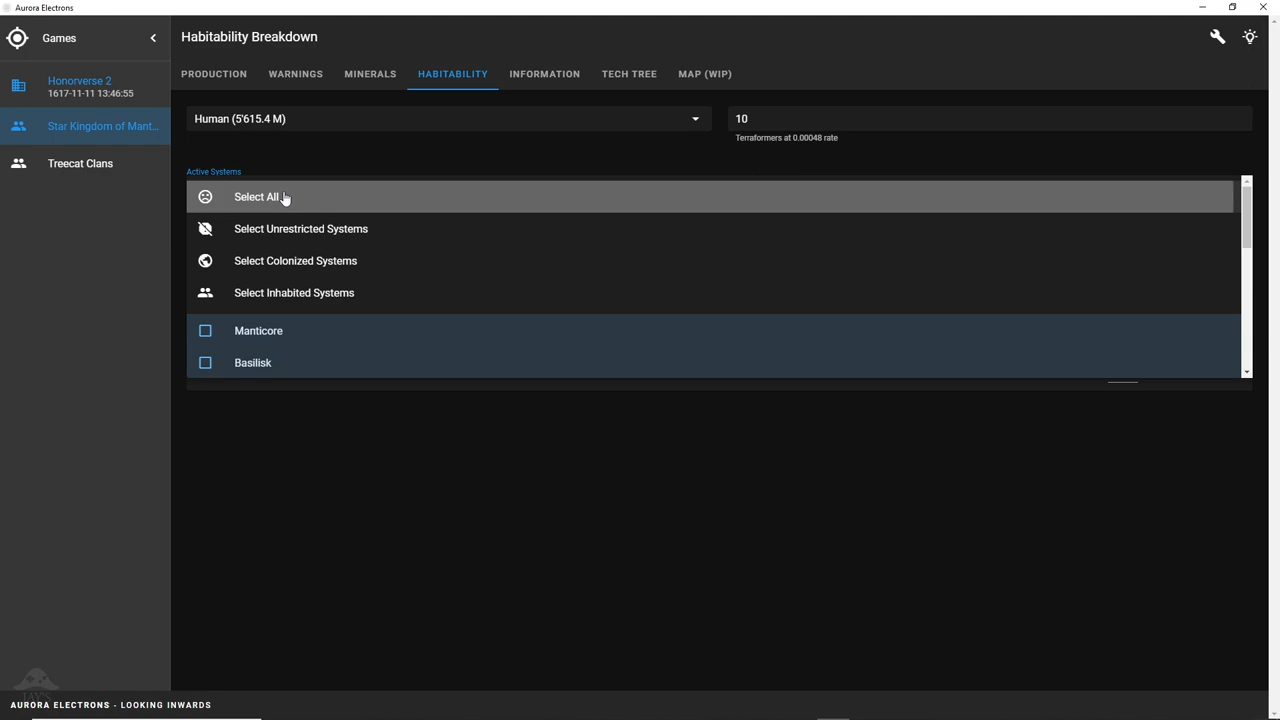 Aurora Electrons
Games
Habitability Breakdown
PRODUCTION WARNINGS MINERALS HABITABILITY INFORMATION TECH TREE MAP (WIP)
Honorverse 2
1617-11-11 13:46:55
Star Kingdom of Mant...
Treecat Clans
Human (5'615.4 M)
10
Terraformers at 0.00048 rate
Active Systems
Select All
Select Unrestricted Systems
Select Colonized Systems
Select Inhabited Systems
Manticore
Basilisk
JAY'S
AURORA ELECTRONS - LOOKING INWARDS